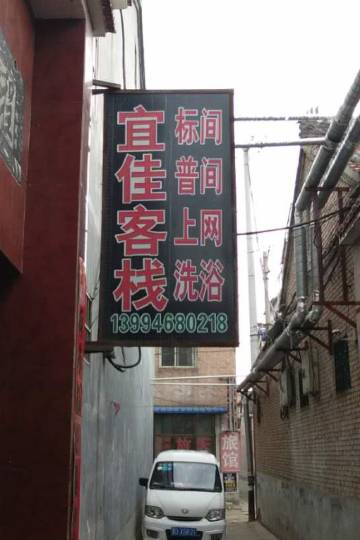 宜佳客栈
标间
普间
上网
洗浴
13994680218
旅馆